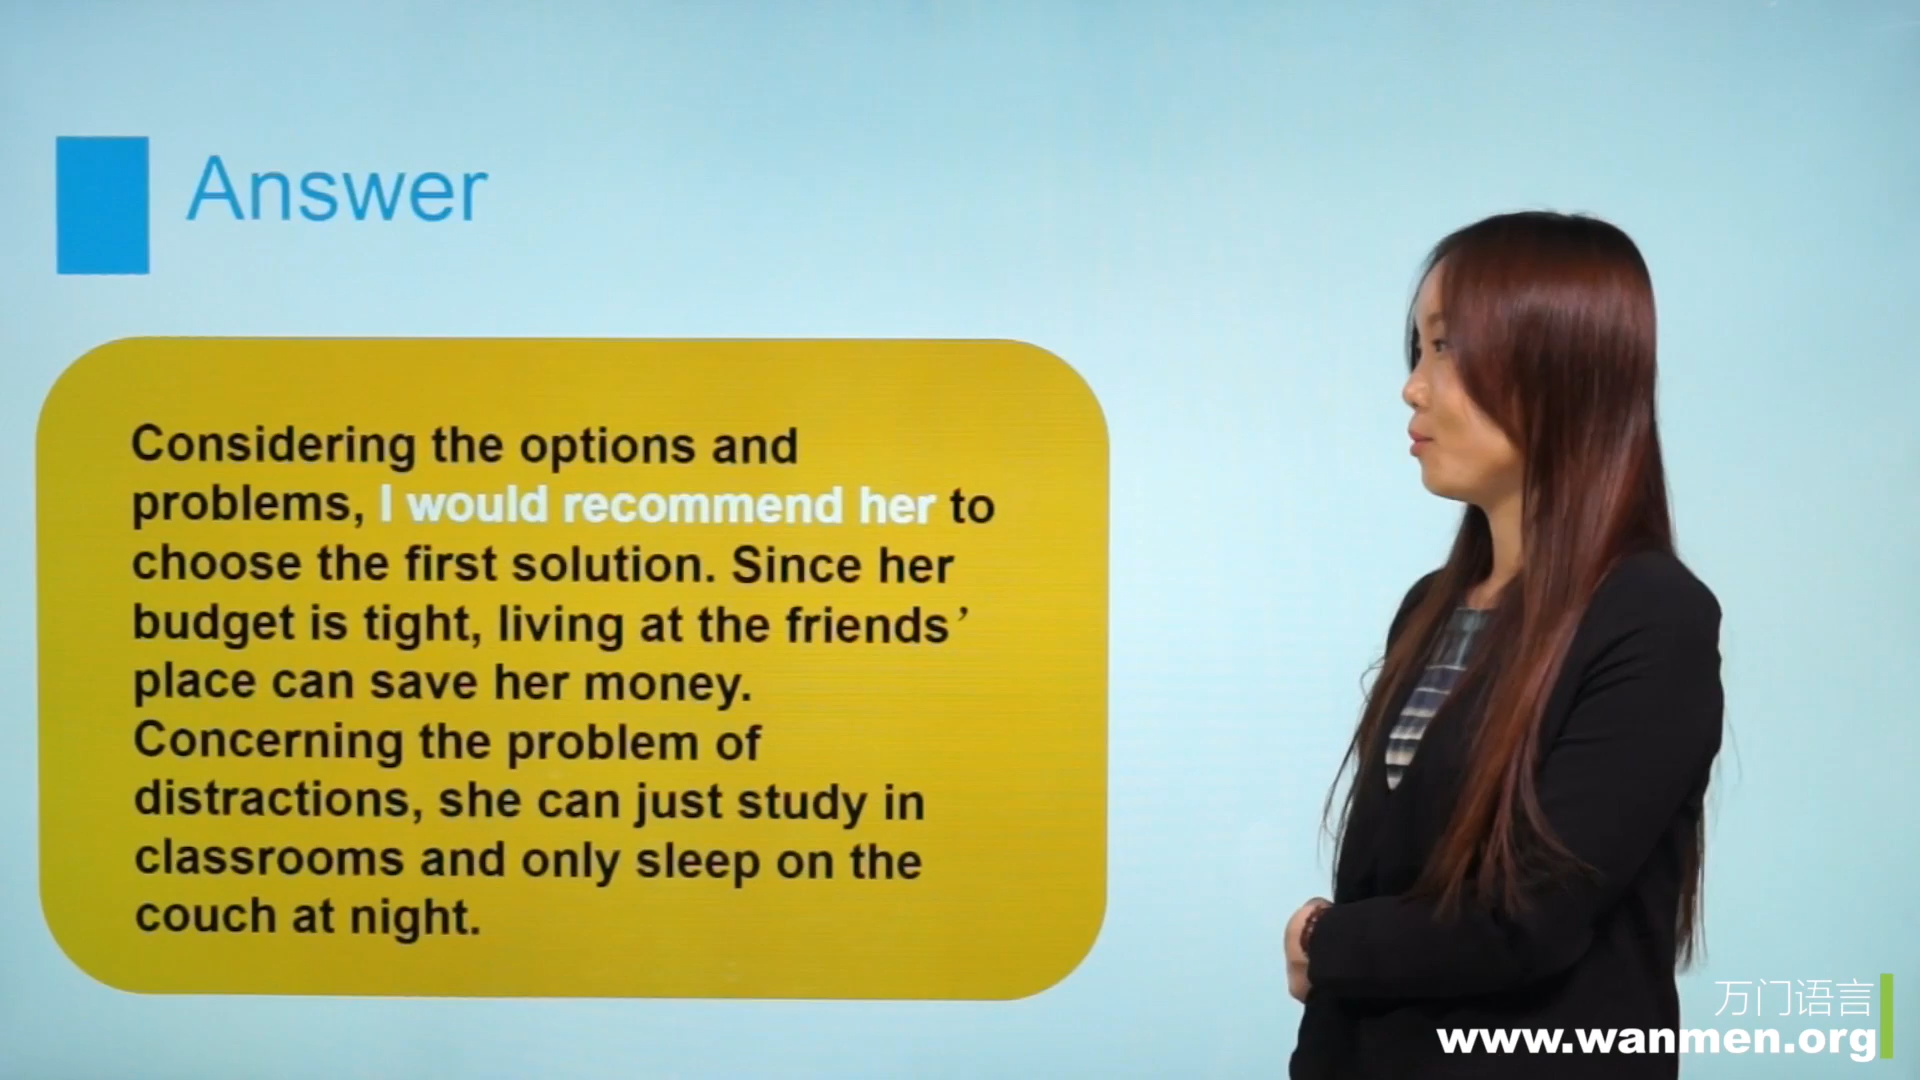 Answer
Considering the options and
problems, I would recommend her to
choose the first solution. Since her
budget is tight, living at the friends’
place can save her money.
Concerning the problem of
distractions, she can just study in
classrooms and only sleep on the
couch at night.
万门语言
www.wanmen.org